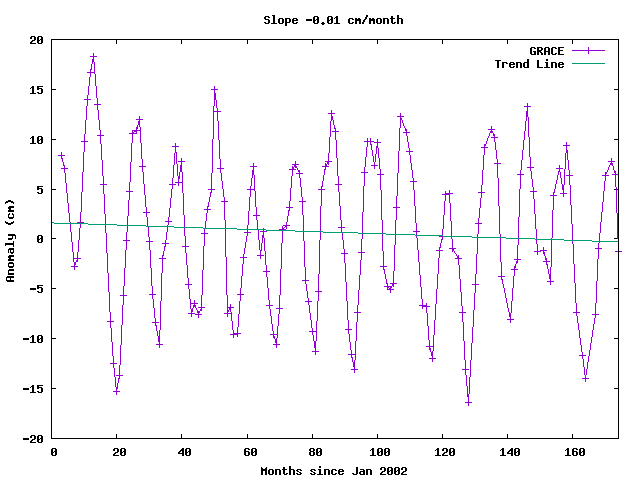 Slope -0.01 cm/month
GRACE
Trend Line
20
15
10
5
0
-5
-10
-15
-20
Anomaly (cm)
0 20 40 60 80 100 120 140 160
Months since Jan 2002